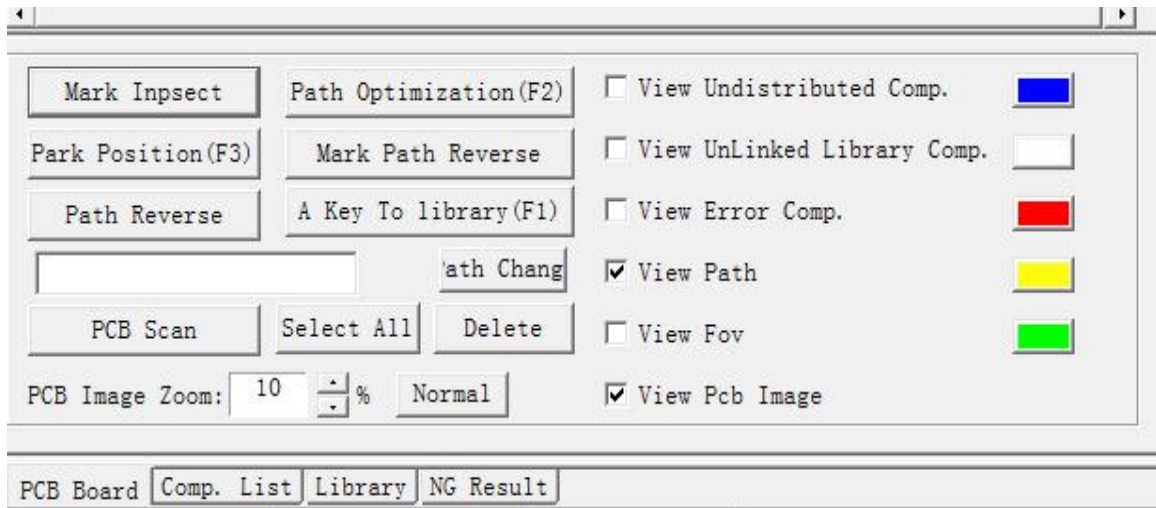 Mark Inpsect
Path Optimization(F2)
View Undistributed Comp.
Park Position(F3)
Mark Path Reverse
View UnLinked Library Comp.
Path Reverse
A Key To library(F1)
View Error Comp.
ath Chang
View Path
PCB Scan
Select All
Delete
View Fov
PCB Image Zoom: 10 %
Normal
View Pcb Image
PCB Board
Comp. List
Library
NG Result